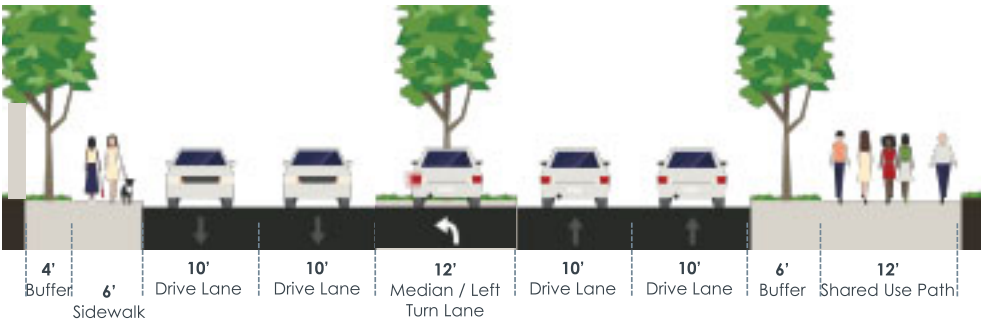 4’
Buffer
6’
Sidewalk
10’
Drive Lane
10’
Drive Lane
12’
Median / Left
Turn Lane
10’
Drive Lane
10’
Drive Lane
6’
Buffer
12’
Shared Use Path